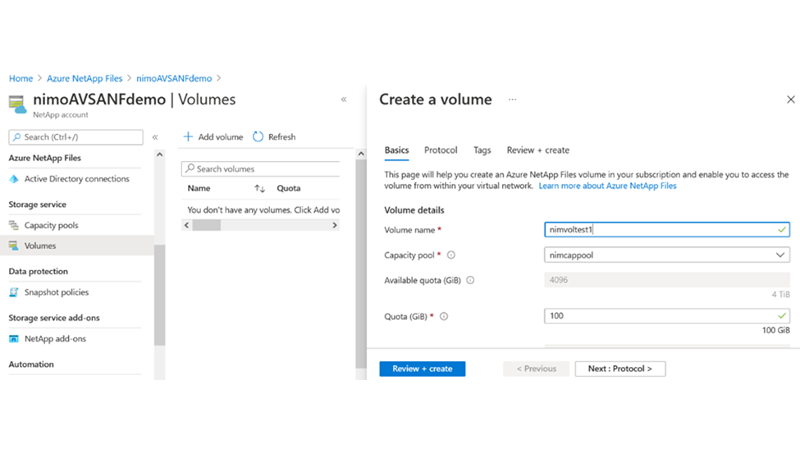 Home > Azure NetApp Files > nimoAVSANFdemo >
nimoAVSANFdemo | Volumes
NetApp account
Search (Ctrl+/)
Azure NetApp Files
Active Directory connections
Storage service
Capacity pools
Volumes
Data protection
Snapshot policies
Storage service add-ons
NetApp add-ons
Automation
Add volume Refresh
Search volumes
Name Quota
You don't have any volumes. Click Add vo
Create a volume ...
Basics Protocol Tags Review + create
This page will help you create an Azure NetApp Files volume in your subscription and enable you to access the
volume from within your virtual network. Learn more about Azure NetApp Files
Volume details
Volume name * nimvoltest1
Capacity pool * nimcappool
Available quota (GiB) 4096
4 TiB
Quota (GiB) * 100
100 GiB
Review + create < Previous Next : Protocol >